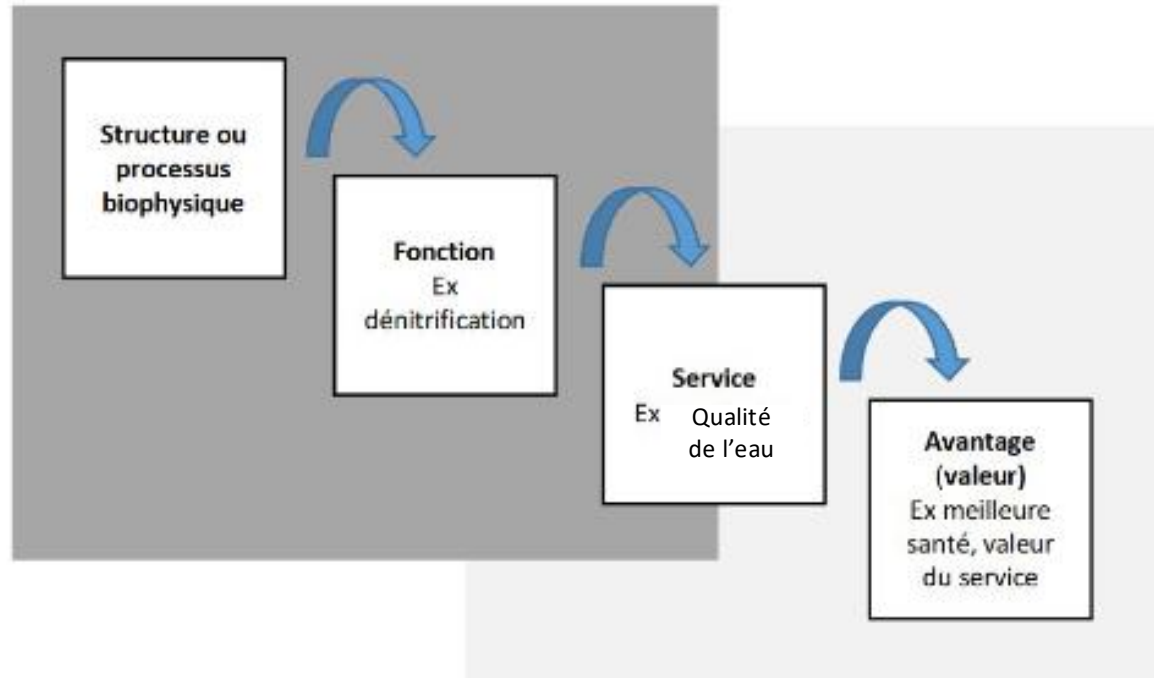 Structure ou
processus
biophysique
Fonction
Ex
dénitrification
Service
Ex Qualité
de l'eau
Avantage
(valeur)
Ex meilleure
santé, valeur
du service